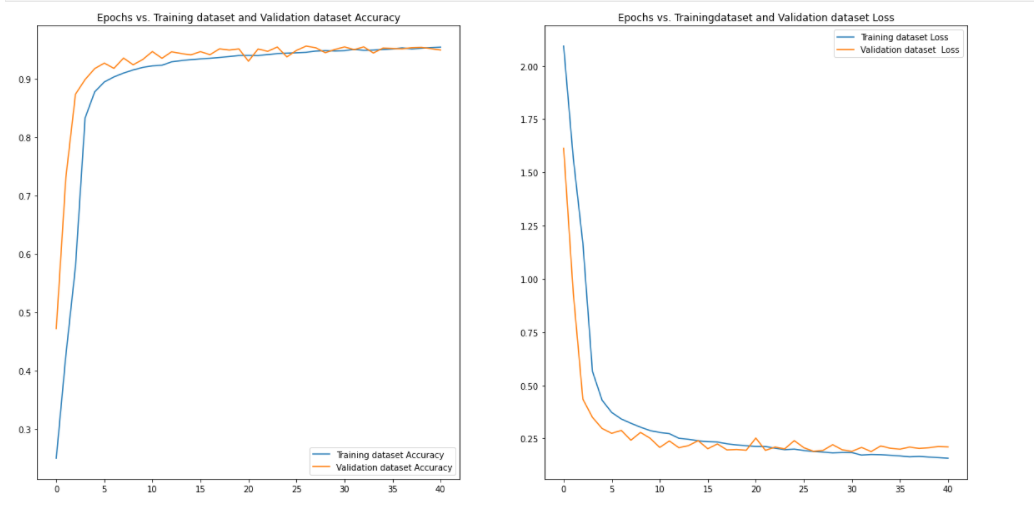 Epochs vs. Training dataset and Validation dataset Accuracy
0.9
0.8
0.7
0.6
0.5
0.4
0.3
0 5 10 15 20 25 30 35 40
Training dataset Accuracy
Validation dataset Accuracy
Epochs vs. Trainingdataset and Validation dataset Loss
Training dataset Loss
Validation dataset Loss
2.00
1.75
1.50
1.25
1.00
0.75
0.50
0.25
0 5 10 15 20 25 30 35 40